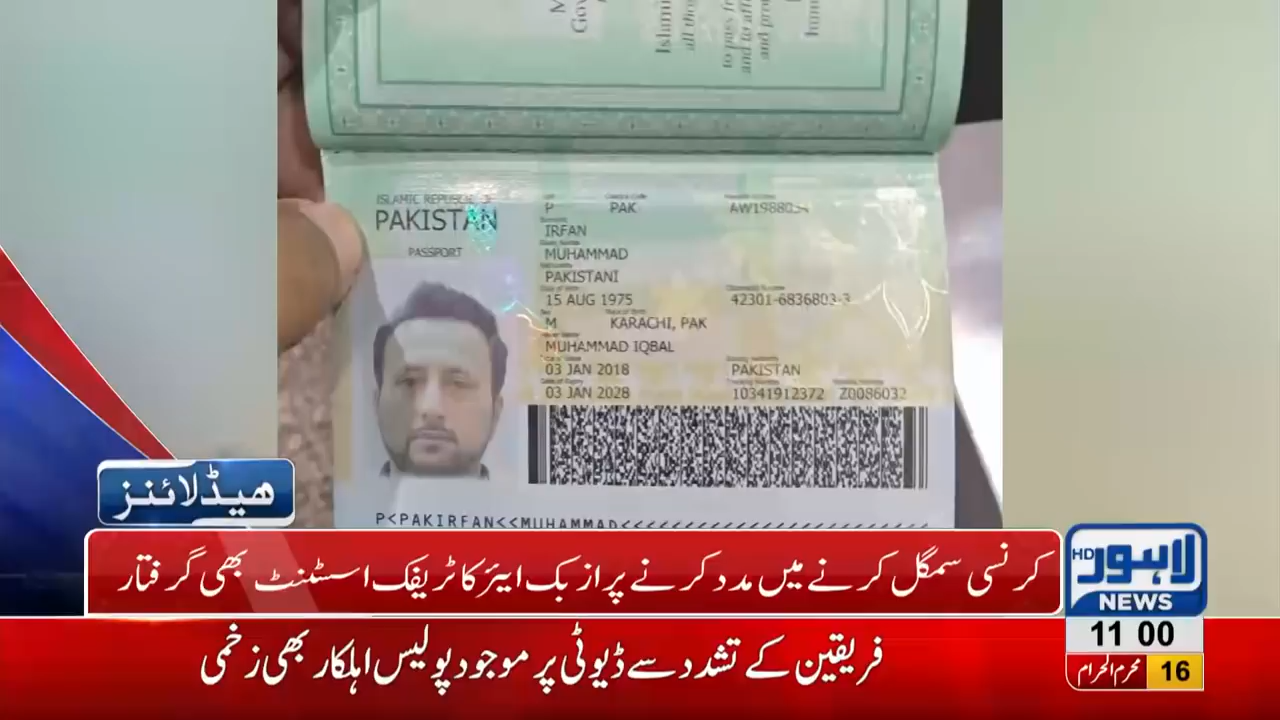 ISLAMIC REPUBLIC OF
PAKISTAN
PASSPORT
P PAK
IRFAN
MUHAMMAD
PAKISTANI
15 AUG 1975 42301-6836803-3
M KARACHI, PAK
MUHAMMAD IQBAL
03 JAN 2018 PAKISTAN
03 JAN 2028 10341912372 Z0086032
P<PAKIRFAN<<MUHAMMAD<<<<<<<<<<<<<<<<<<<<<<<
ہیڈلائنز
کرنسی سمگل کرنے میں مدد کرنے پر ازبک ایئر کا ٹریفک اسسٹنٹ بھی گرفتار
فریقین کے تشدد سے ڈیوٹی پر موجود پولیس اہلکار بھی زخمی
لاہور HD
NEWS
11 00
محرم الحرام 16